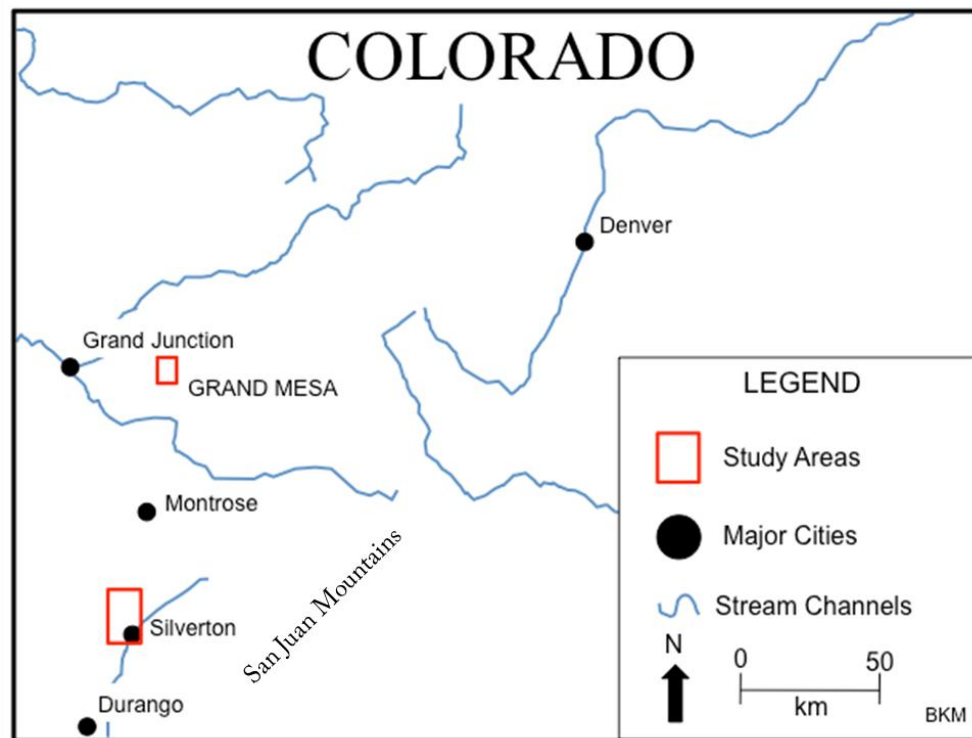 COLORADO
Denver
Grand Junction
GRAND MESA
LEGEND
Study Areas
Montrose
Major Cities
San Juan Mountains
Stream Channels
Silverton
N
0 50
km
Durango
BKM